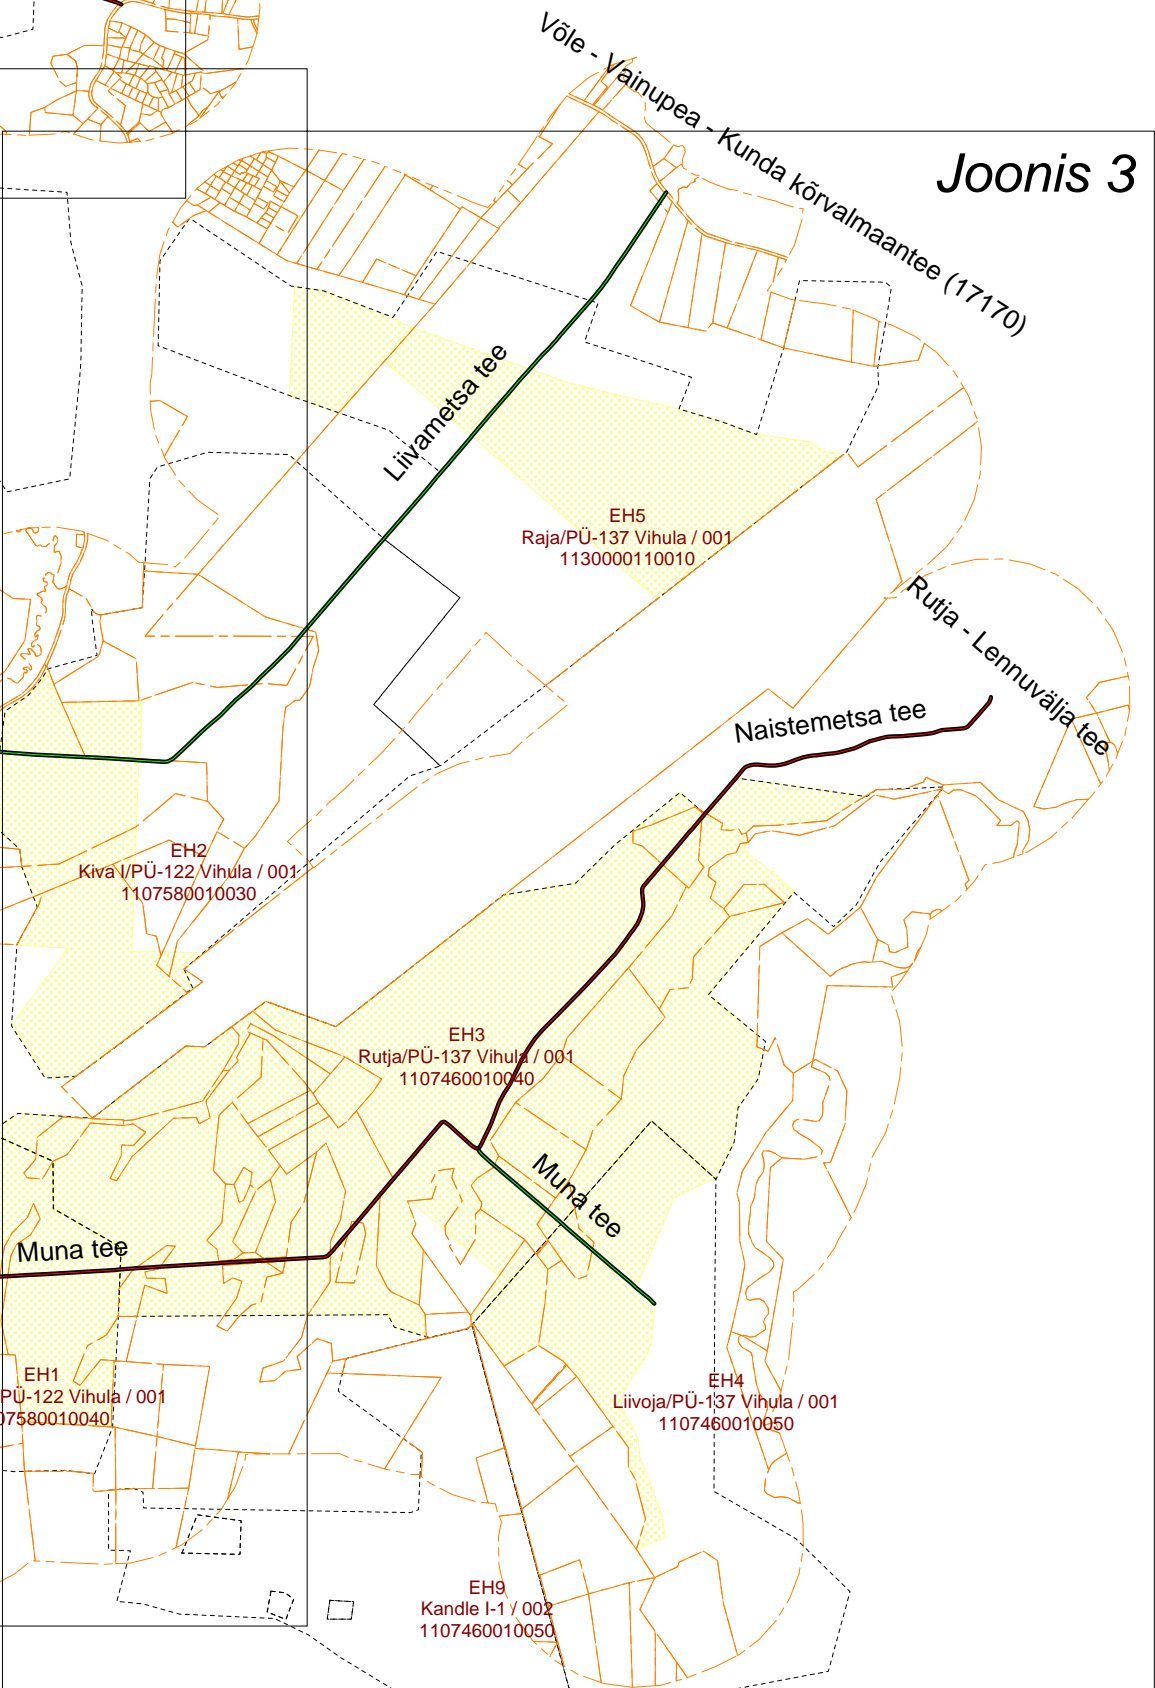 Võle - Vainupea - Kunda kõrvalmaantee (17170)
Joonis 3
Liivametsa tee
EH5
Raja/PÜ-137 Vihula / 001
1130000110010
Rutja - Lennuvälja tee
Naistemetsa tee
EH2
Kiva I/PÜ-122 Vihula / 001
1107580010030
EH3
Rutja/PÜ-137 Vihula / 001
1107460010040
Muna tee
Muna tee
EH1
PÜ-122 Vihula / 001
07580010040
EH4
Liivoja/PÜ-137 Vihula / 001
1107460010050
EH9
Kandle I-1 / 002
1107460010050